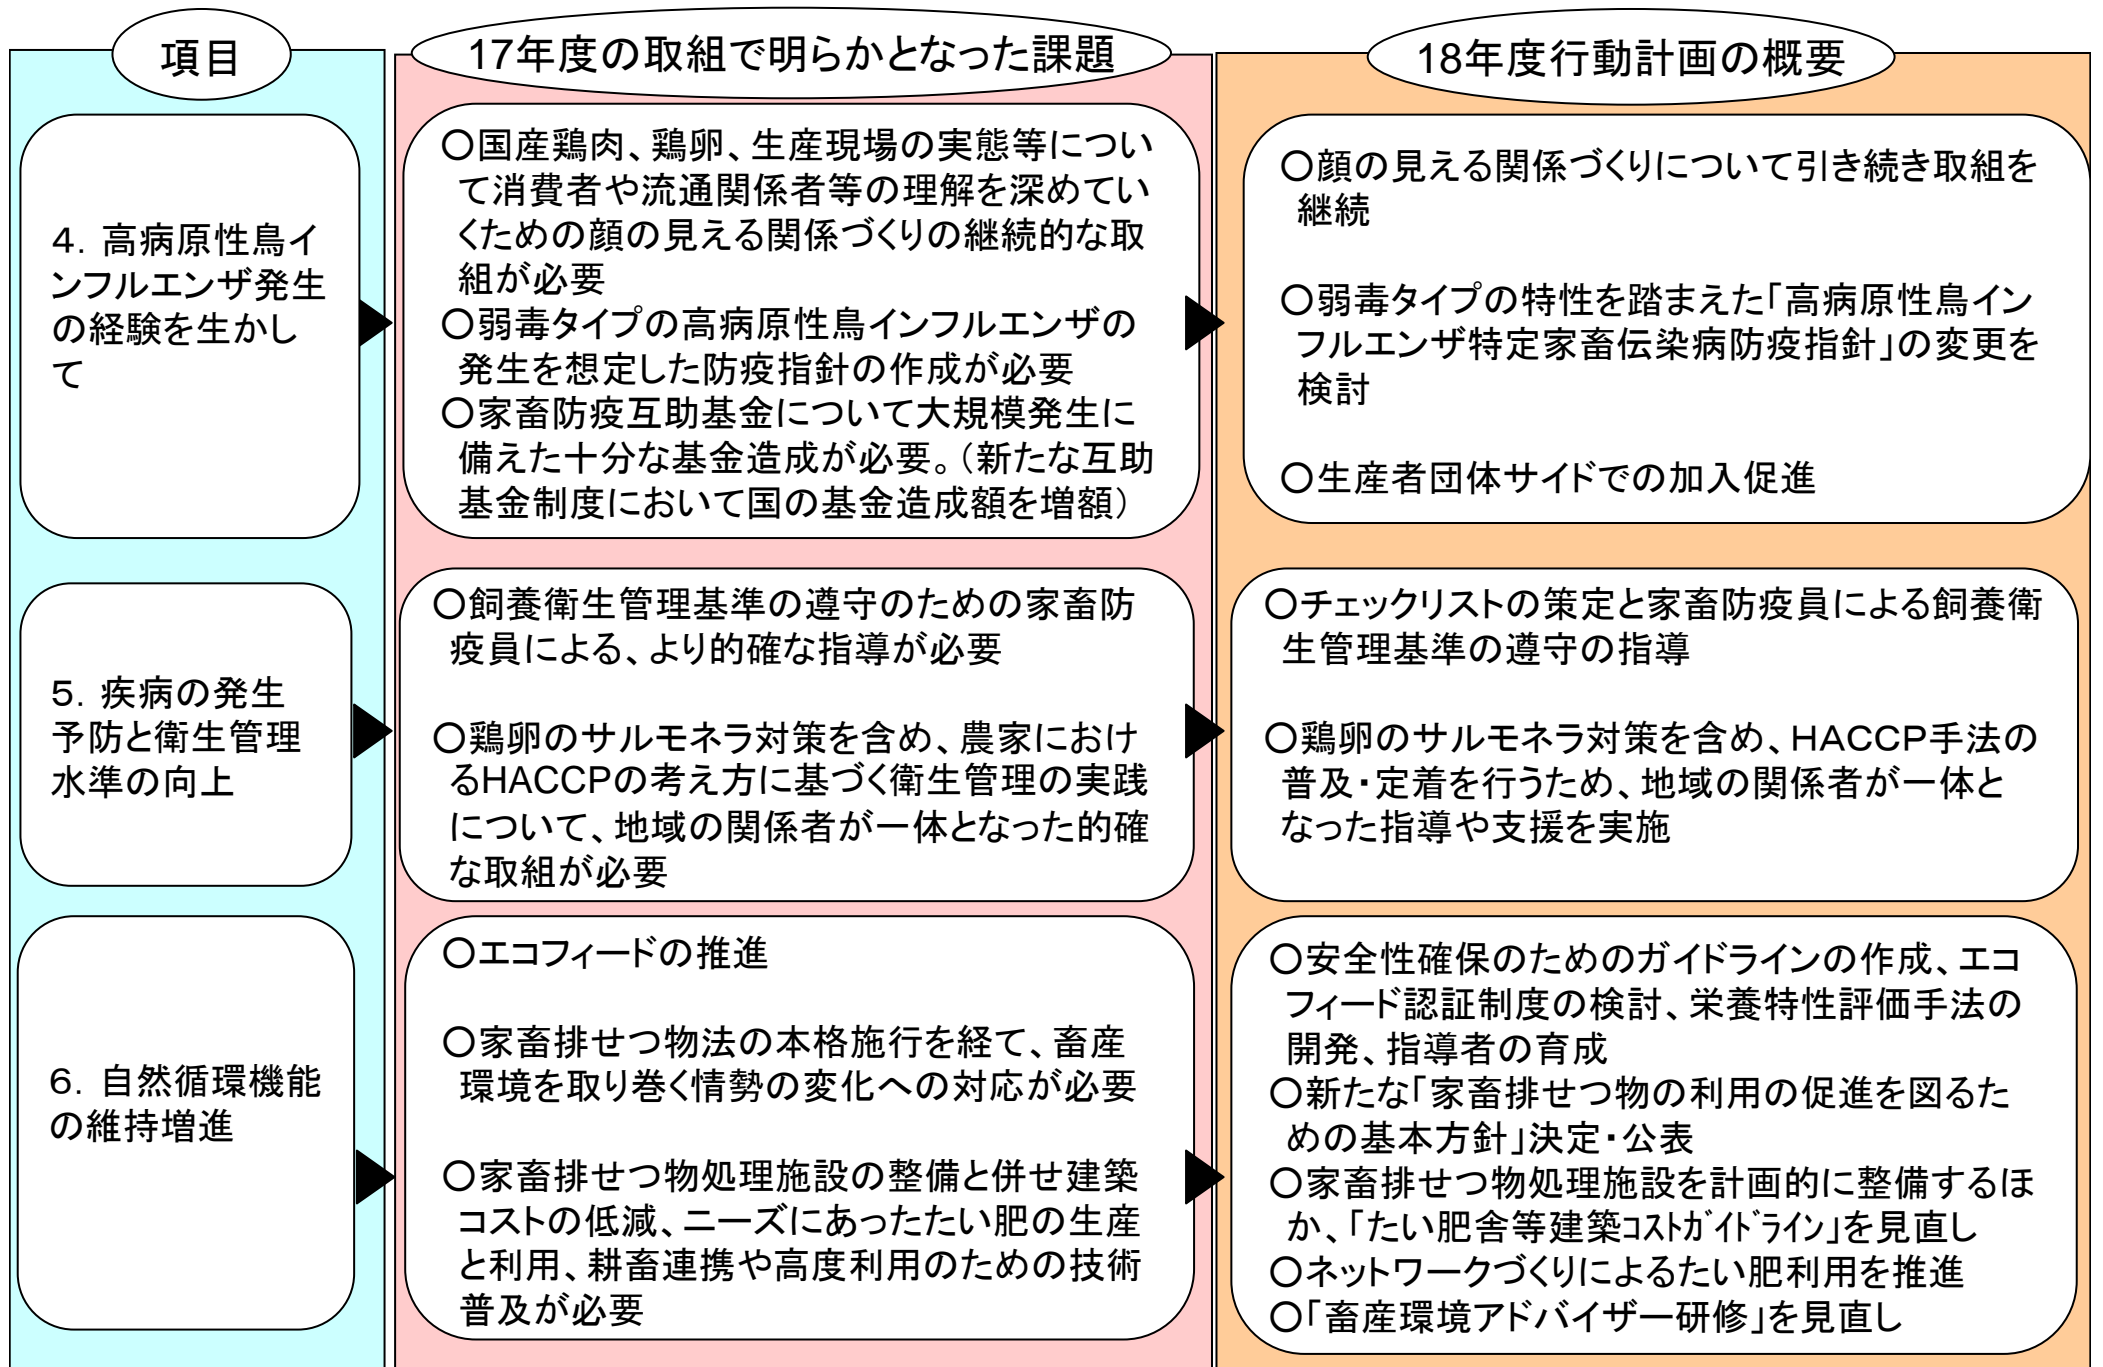 項目
17年度の取組で明らかとなった課題
18年度行動計画の概要
４．高病原性鳥イ
ンフルエンザ発生
の経験を生かし
て
○国産鶏肉、鶏卵、生産現場の実態等につい
て消費者や流通関係者等の理解を深めてい
くための顔の見える関係づくりの継続的な取
組が必要
○弱毒タイプの高病原性鳥インフルエンザの
発生を想定した防疫指針の作成が必要
○家畜防疫互助基金について大規模発生に
備えた十分な基金造成が必要。（新たな互助
基金制度において国の基金造成額を増額）
○顔の見える関係づくりについて引き続き取組を
継続
○弱毒タイプの特性を踏まえた「高病原性鳥イン
フルエンザ特定家畜伝染病防疫指針」の変更を
検討
○生産者団体サイドでの加入促進
５．疾病の発生
予防と衛生管理
水準の向上
○飼養衛生管理基準の遵守のための家畜防
疫員による、より的確な指導が必要
○鶏卵のサルモネラ対策を含め、農家におけ
るHACCPの考え方に基づく衛生管理の実践
について、地域の関係者が一体となった的確
な取組が必要
○チェックリストの策定と家畜防疫員による飼養衛
生管理基準の遵守の指導
○鶏卵のサルモネラ対策を含め、ＨＡＣＣＰ手法の
普及・定着を行うため、地域の関係者が一体と
なった指導や支援を実施
６．自然循環機能
の維持増進
○エコフィードの推進
○家畜排せつ物法の本格施行を経て、畜産
環境を取り巻く情勢の変化への対応が必要
○家畜排せつ物処理施設の整備と併せ建築
コストの低減、ニーズにあったたい肥の生産
と利用、耕畜連携や高度利用のための技術
普及が必要
○安全性確保のためのガイドラインの作成、エコ
フィード認証制度の検討、栄養特性評価手法の
開発、指導者の育成
○新たな「家畜排せつ物の利用の促進を図るた
めの基本方針」決定・公表
○家畜排せつ物処理施設を計画的に整備するほ
か、「たい肥舎等建築ｺｽﾄｶﾞｲﾄﾞﾗｲﾝ」を見直し
○ネットワークづくりによるたい肥利用を推進
○「畜産環境アドバイザー研修」を見直し